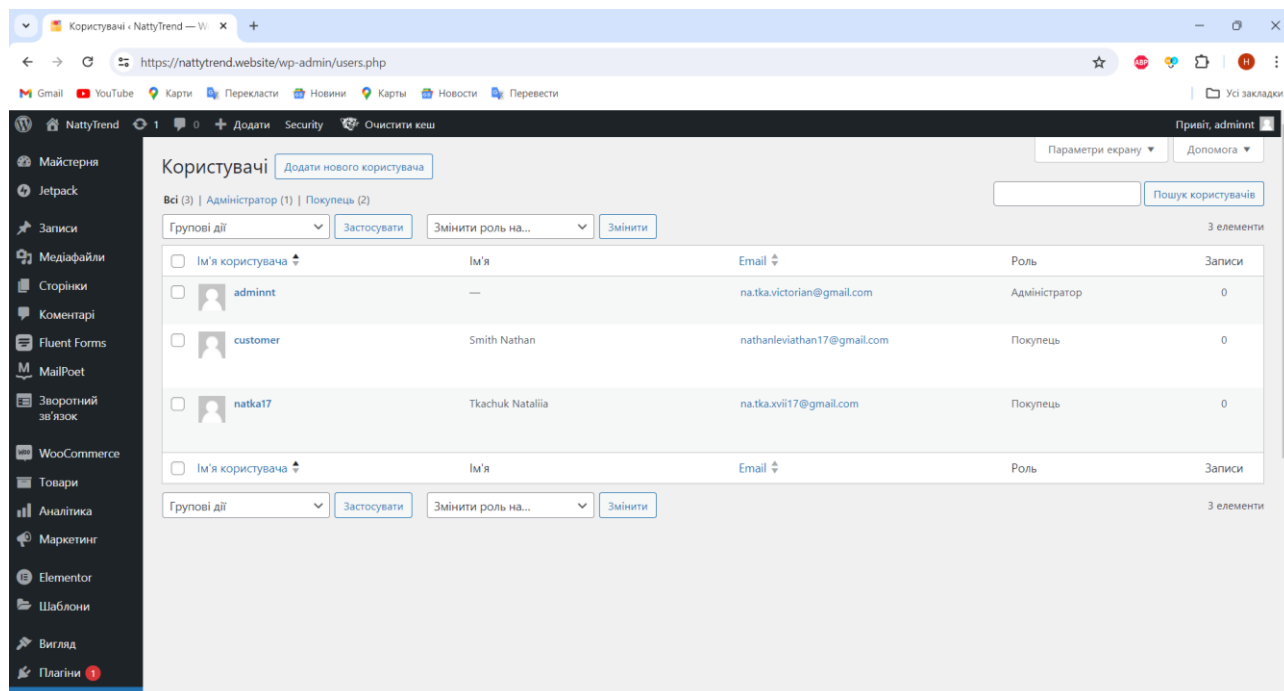 Користувачі ‹ NattyTrend — W
https://nattytrend.website/wp-admin/users.php
ABP
H
Gmail YouTube Карти Перекласти Новини Карты Новости Перевести Усі закладки
NattyTrend 1 0 + Додати Security Очистити кеш Привіт, adminnt
Майстерня
Jetpack
Записи
Медіафайли
Сторінки
Коментарі
Fluent Forms
MailPoet
Зворотний
зв'язок
WooCommerce
Товари
Аналітика
Маркетинг
Elementor
Шаблони
Вигляд
Плагіни 1
Параметри екрану ▼ Допомога ▼
Користувачі Додати нового користувача
Всі (3) | Адміністратор (1) | Покупець (2)
Пошук користувачів
Групові дії Застосувати Змінити роль на... Змінити 3 елементи
Ім'я користувача Ім'я Email Роль Записи
adminnt — na.tka.victorian@gmail.com Адміністратор 0
customer Smith Nathan nathanleviathan17@gmail.com Покупець 0
natka17 Tkachuk Nataliia na.tka.xvii17@gmail.com Покупець 0
Ім'я користувача Ім'я Email Роль Записи
Групові дії Застосувати Змінити роль на... Змінити 3 елементи